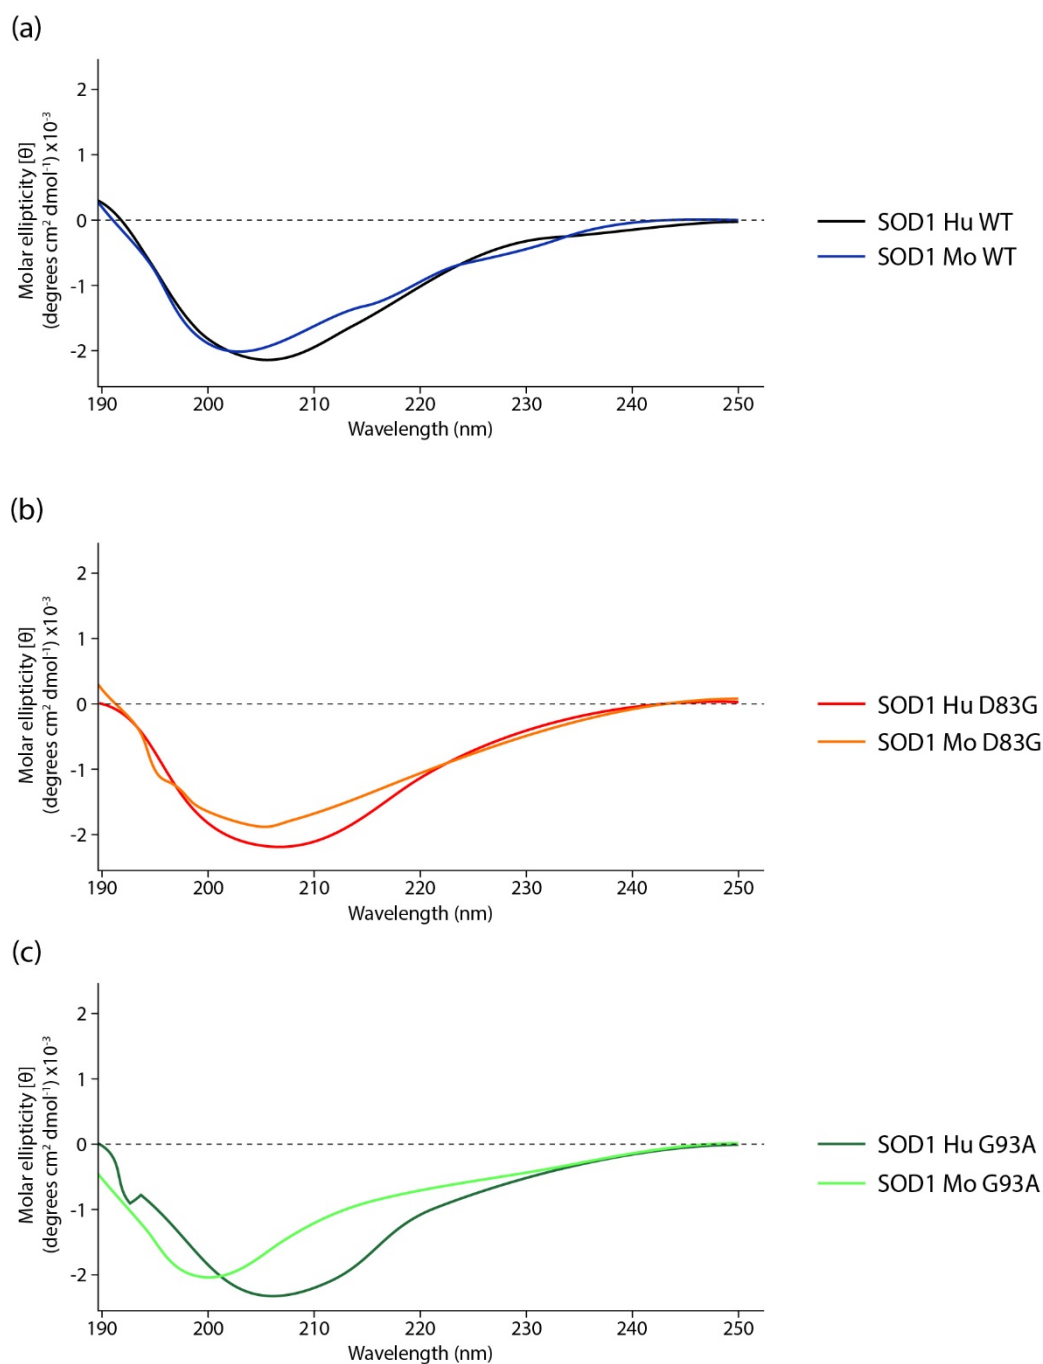 (a)
2
1
0
-1
-2
Molar ellipticity [θ]
(degrees cm² dmol⁻¹) x10⁻³
190 200 210 220 230 240 250
Wavelength (nm)
SOD1 Hu WT
SOD1 Mo WT
(b)
2
1
0
-1
-2
Molar ellipticity [θ]
(degrees cm² dmol⁻¹) x10⁻³
190 200 210 220 230 240 250
Wavelength (nm)
SOD1 Hu D83G
SOD1 Mo D83G
(c)
2
1
0
-1
-2
Molar ellipticity [θ]
(degrees cm² dmol⁻¹) x10⁻³
190 200 210 220 230 240 250
Wavelength (nm)
SOD1 Hu G93A
SOD1 Mo G93A